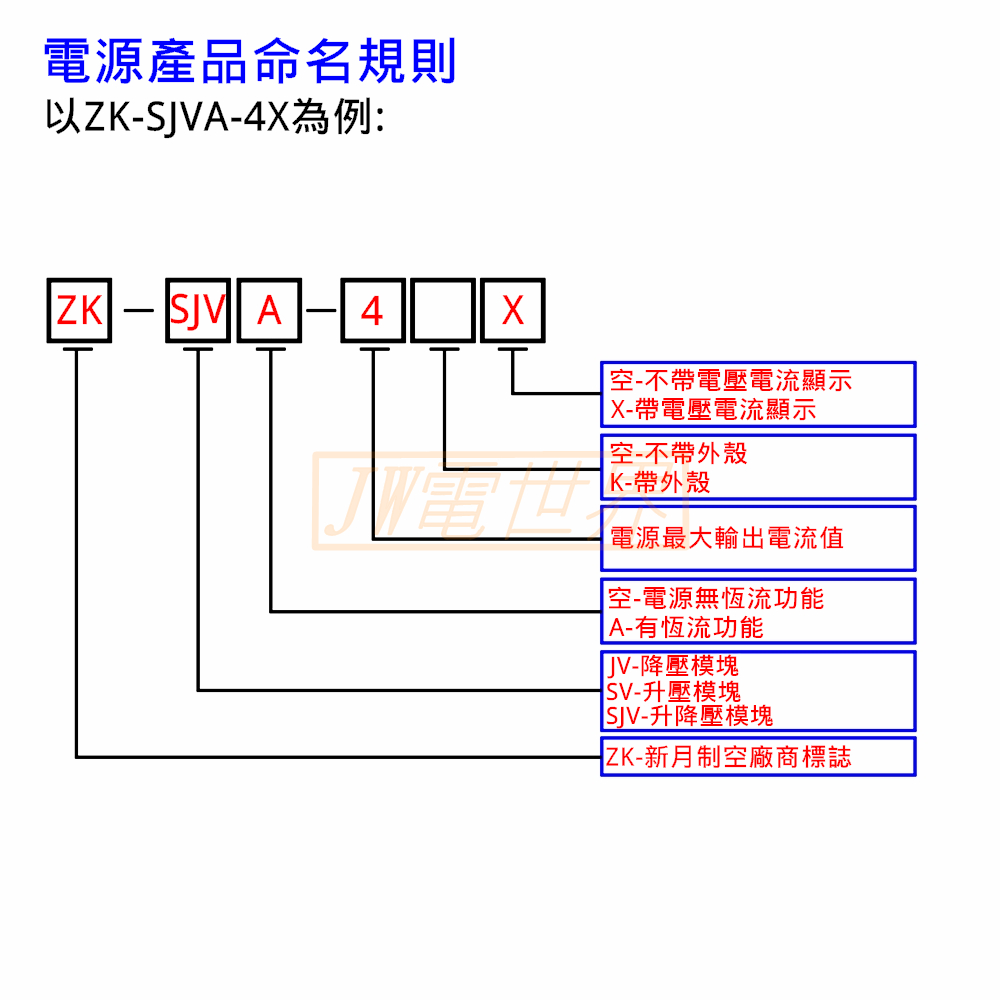 電源產品命名規則
以ZK-SJVA-4X為例:
ZK - SJV A - 4 X
空-不帶電壓電流顯示
X-帶電壓電流顯示
空-不帶外殼
K-帶外殼
JW電世界
電源最大輸出電流值
空-電源無恆流功能
A-有恆流功能
JV-降壓模塊
SV-升壓模塊
SJV-升降壓模塊
ZK-新月制空廠商標誌